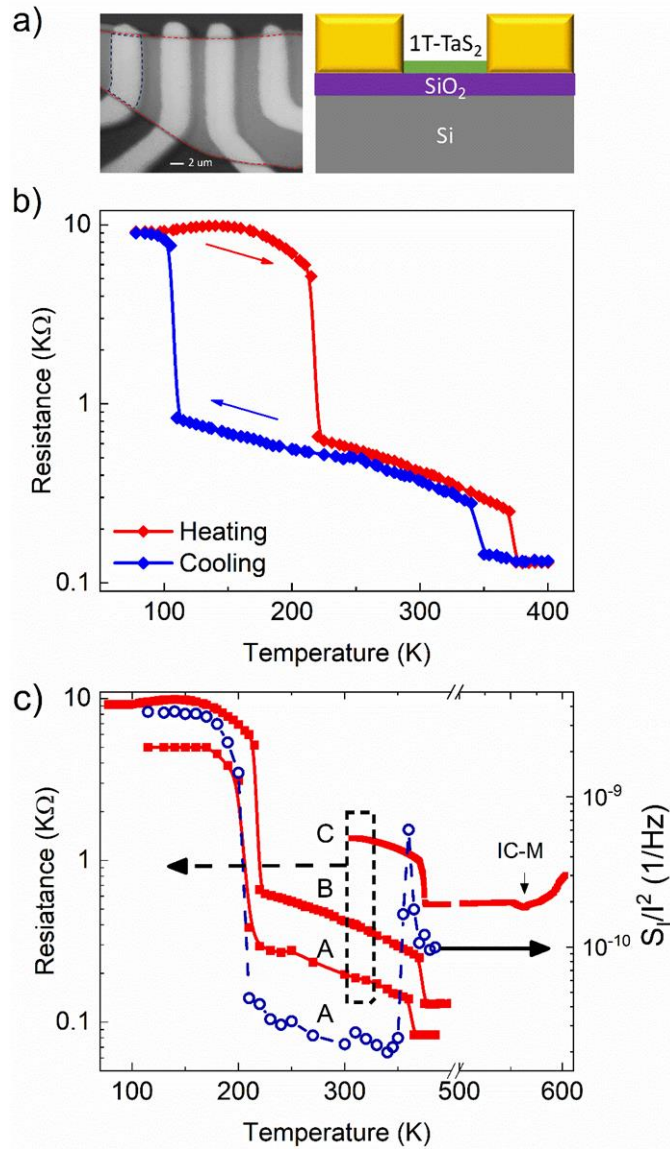 a)
2 um
1T-TaS₂
SiO₂
Si
b)
Resistance (KΩ)
10
1
0.1
Heating
Cooling
100
200
300
400
Temperature (K)
c)
Resiatance (KΩ)
10
1
0.1
C
B
A
A
IC-M
10⁻⁹
10⁻¹⁰
S_I/I² (1/Hz)
100
200
300
400
500
600
Temperature (K)